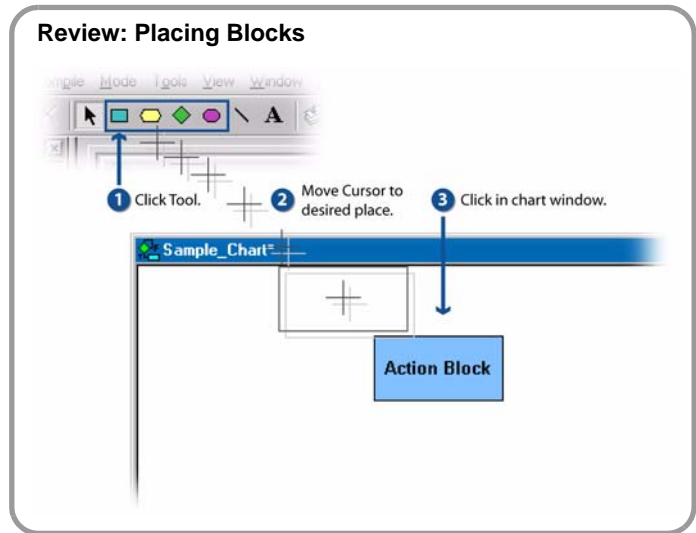 Review: Placing Blocks
Mode Tools View Window
A
1 Click Tool.
2 Move Cursor to
desired place.
3 Click in chart window.
Sample_Chart*
Action Block